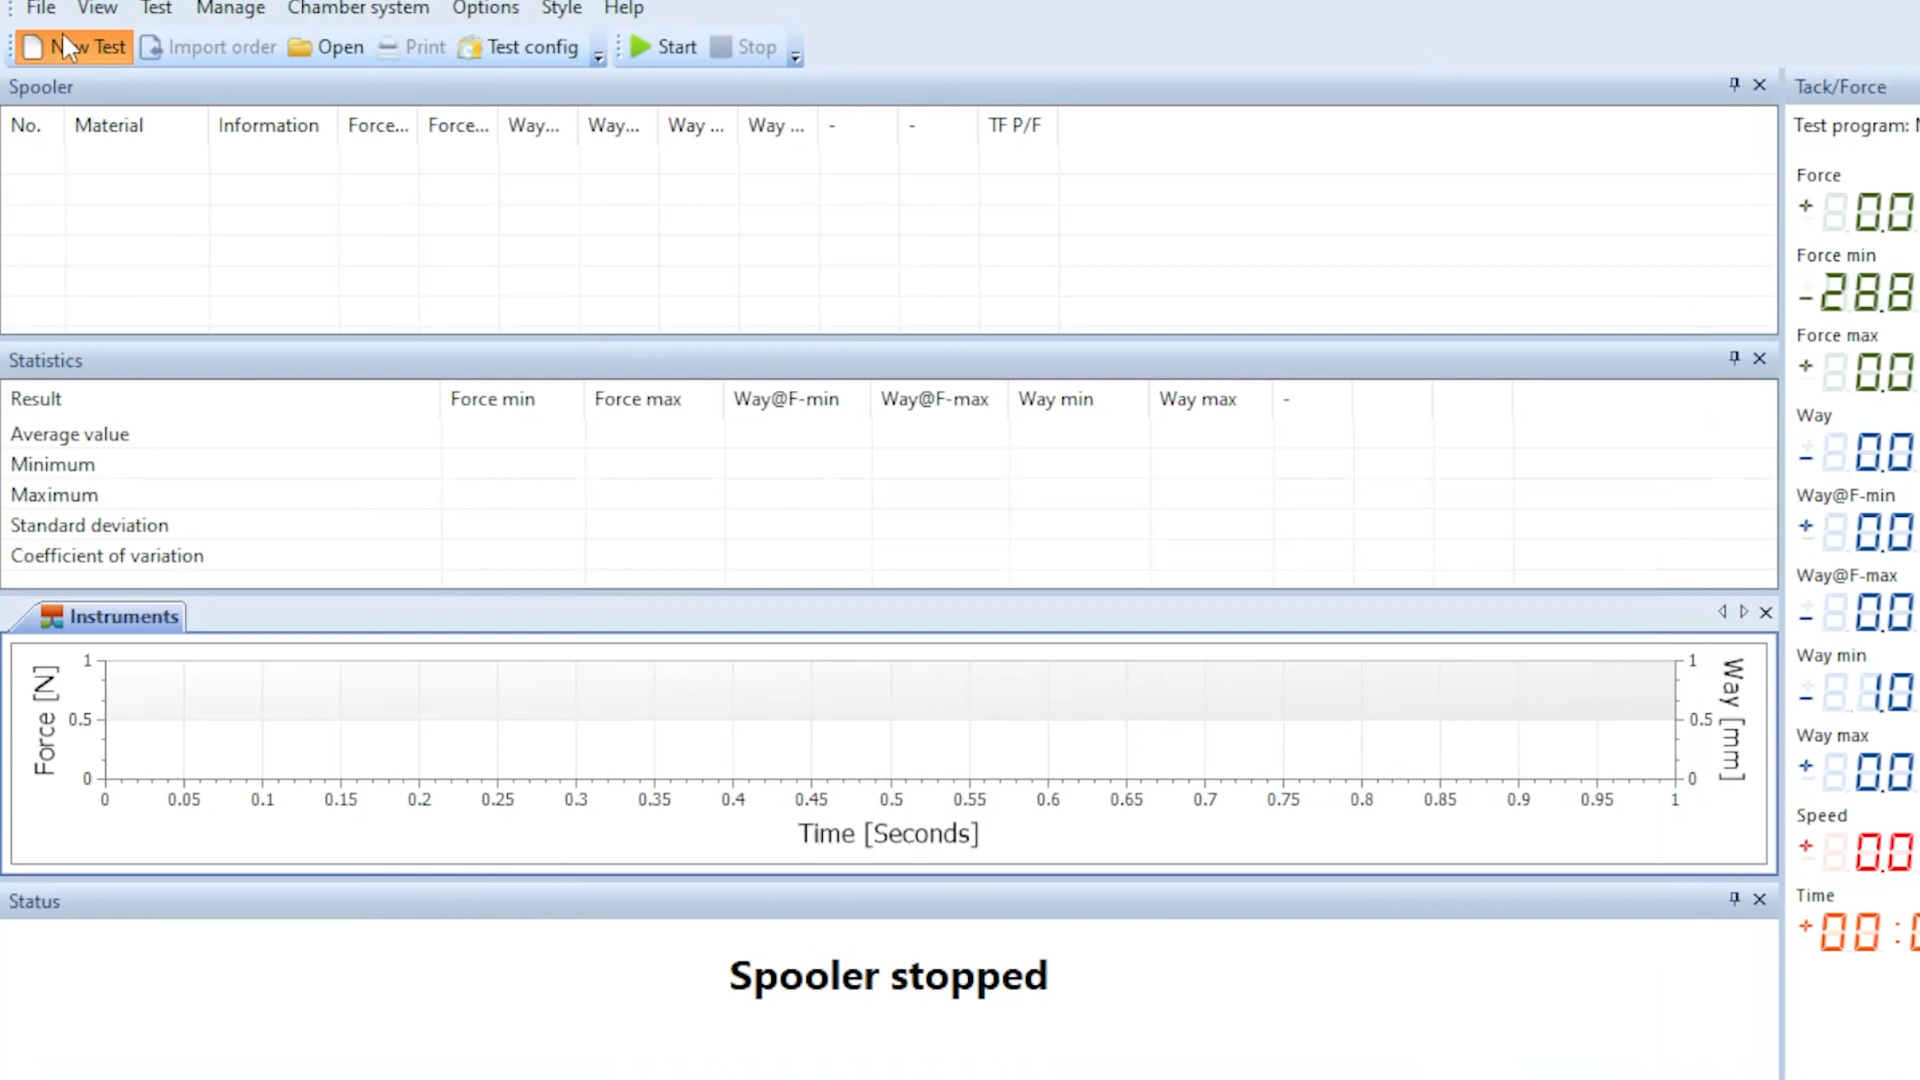 File View Test Manage Chamber system Options Style Help
New Test Import order Open Print Test config Start Stop
Spooler
No. Material Information Force... Force... Way... Way... Way ... Way ... - - TF P/F
Statistics
Result Force min Force max Way@F-min Way@F-max Way min Way max -
Average value
Minimum
Maximum
Standard deviation
Coefficient of variation
Instruments
Force [N]
1
0.5
0
0 0.05 0.1 0.15 0.2 0.25 0.3 0.35 0.4 0.45 0.5 0.55 0.6 0.65 0.7 0.75 0.8 0.85 0.9 0.95 1
Time [Seconds]
1
0.5
0
Way [mm]
Status
Spooler stopped
Tack/Force
Test program:
Force
+ 0.0
Force min
-28.8
Force max
+ 0.0
Way
- 0.0
Way@F-min
+ 0.0
Way@F-max
- 0.0
Way min
- 1.0
Way max
+ 0.0
Speed
+ 0.0
Time
+00: